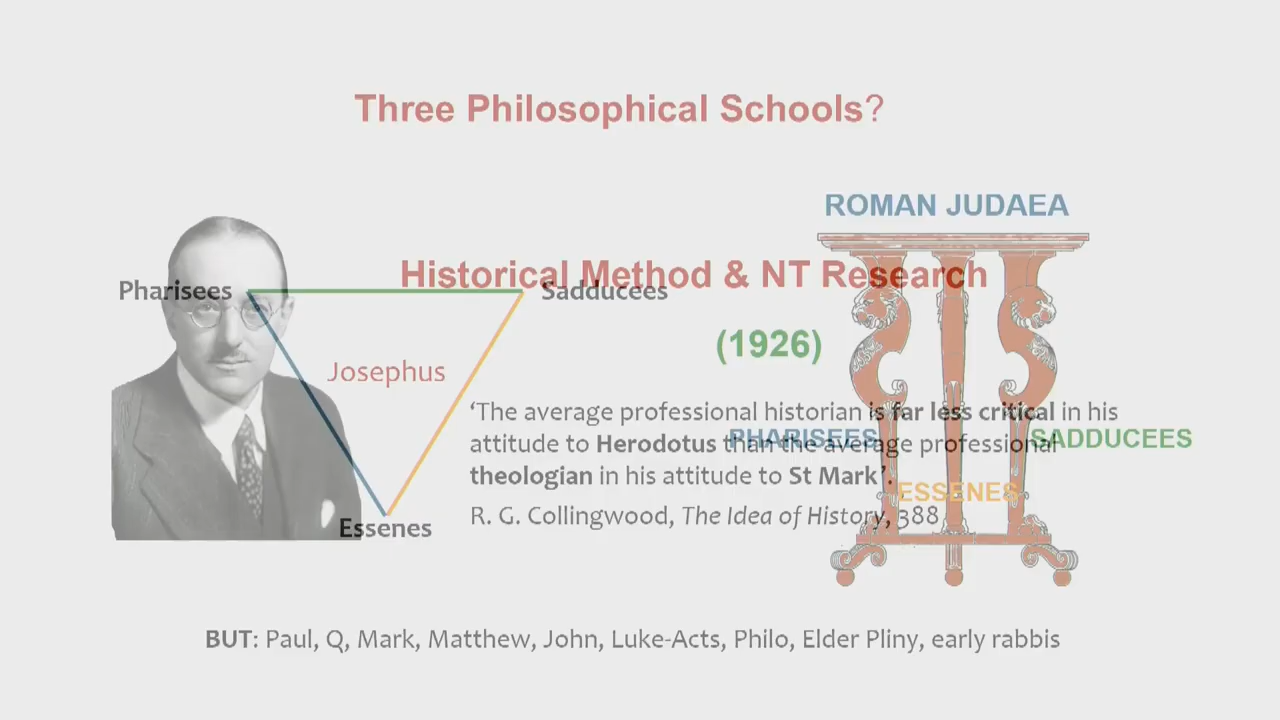 Three Philosophical Schools?
ROMAN JUDAEA
Historical Method & NT Research
Pharisees
Sadducees
(1926)
Josephus
‘The average professional historian is far less critical in his
attitude to Herodotus than the average professional
PHARISEES
SADDUCEES
theologian in his attitude to St Mark’.
ESSENES
R. G. Collingwood, The Idea of History, 388
Essenes
BUT: Paul, Q, Mark, Matthew, John, Luke-Acts, Philo, Elder Pliny, early rabbis